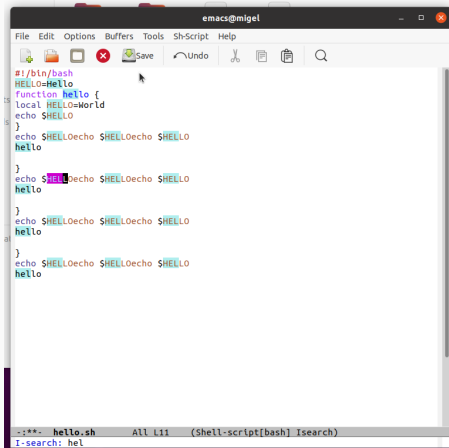 emacs@migel
File Edit Options Buffers Tools Sh-Script Help
Save Undo
#!/bin/bash
HELLO=Hello
function hello {
local HELLO=World
echo $HELLO
}
echo $HELLOecho $HELLOecho $HELLO
hello
}
echo $HELLOecho $HELLOecho $HELLO
hello
}
echo $HELLOecho $HELLOecho $HELLO
hello
}
echo $HELLOecho $HELLOecho $HELLO
hello
-:**- hello.sh All L11 (Shell-script[bash] Isearch)
I-search: hel